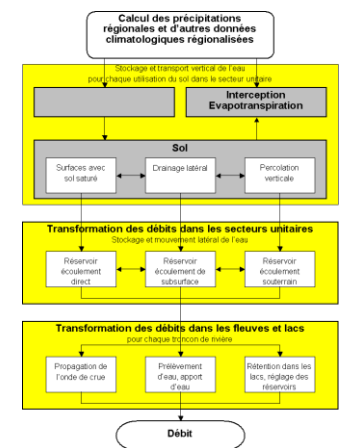 Calcul des précipitations
régionales et d'autres données
climatologiques régionalisées
Stockage et transport vertical de l'eau
pour chaque utilisation du sol dans le secteur unitaire
Interception
Evapotranspiration
Sol
Surfaces avec
sol saturé
Drainage latéral
Percolation
verticale
Transformation des débits dans les secteurs unitaires
Stockage et mouvement latéral de l'eau
Réservoir
écoulement
direct
Réservoir
écoulement de
subsurface
Réservoir
écoulement
souterrain
Transformation des débits dans les fleuves et lacs
pour chaque troncon de rivière
Propagation de
l'onde de crue
Prélèvement
d'eau, apport
d'eau
Rétention dans les
lacs, réglage des
réservoirs
Débit